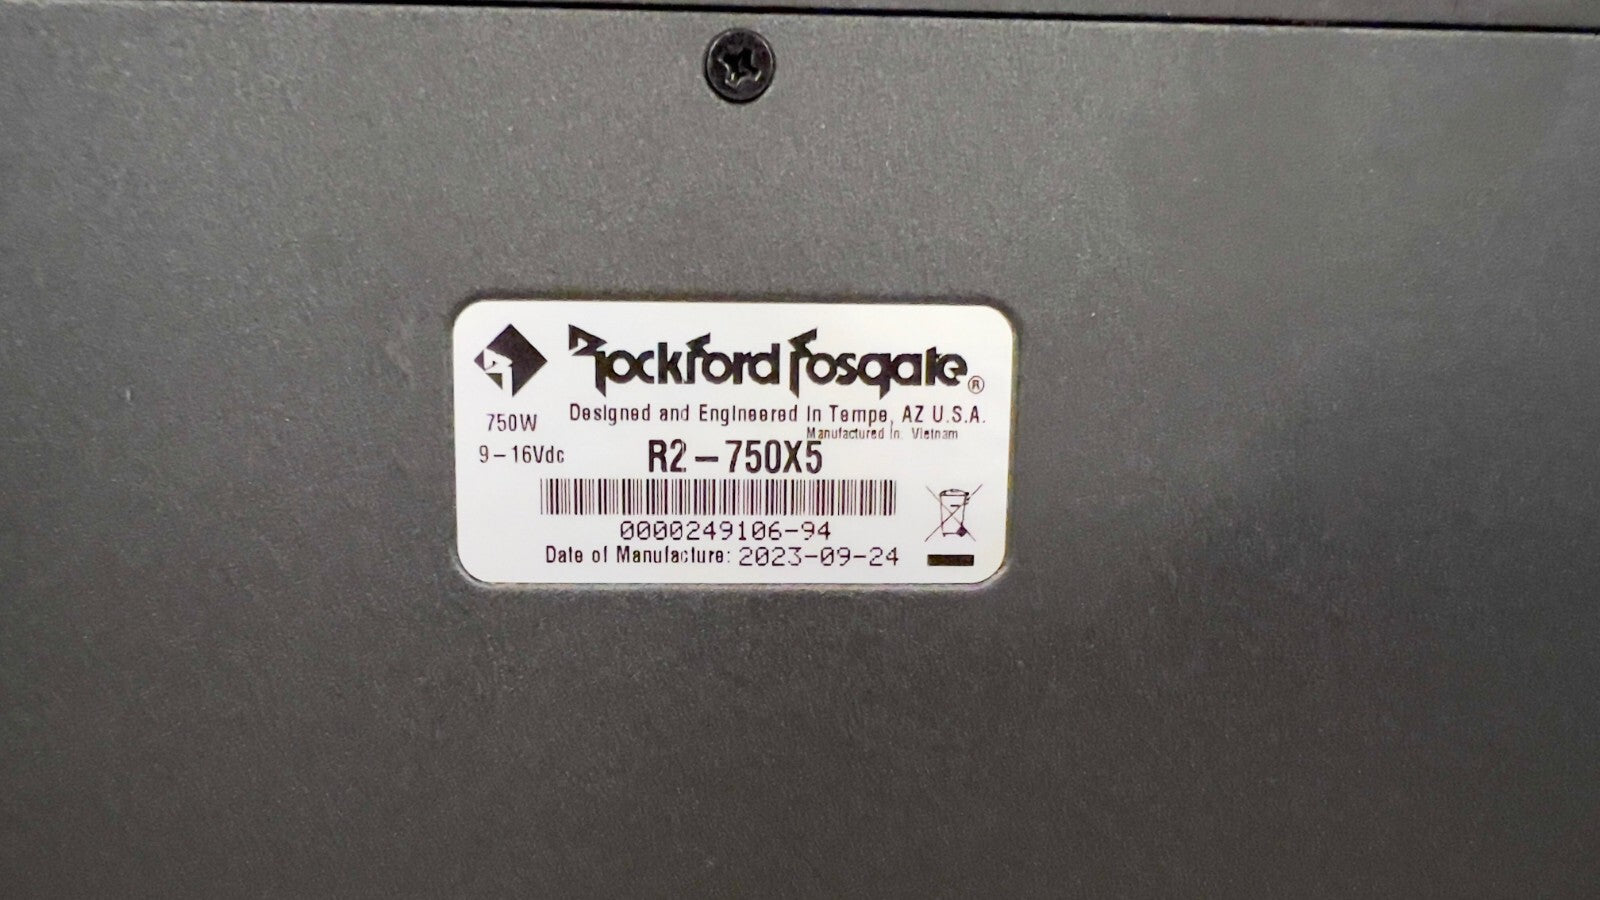 Rockford Fosgate®
750W
Designed and Engineered In Tempe, AZ U.S.A.
Manufactured In Vietnam
9-16Vdc
R2-750X5
0000249106-94
Date of Manufacture: 2023-09-24